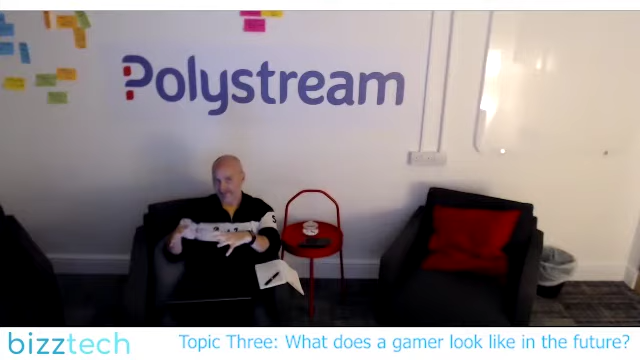 Polystream
bizztech
Topic Three: What does a gamer look like in the future?